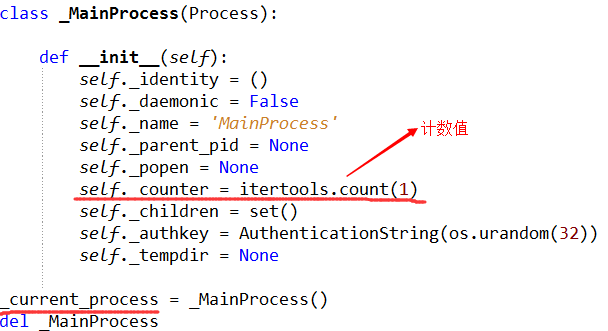 class _MainProcess(Process):
def __init__(self):
self._identity = ()
self._daemonic = False
self._name = 'MainProcess'
self._parent_pid = None
self._popen = None
计数值
self._counter = itertools.count(1)
self._children = set()
self._authkey = AuthenticationString(os.urandom(32))
self._tempdir = None
_current_process = _MainProcess()
del _MainProcess